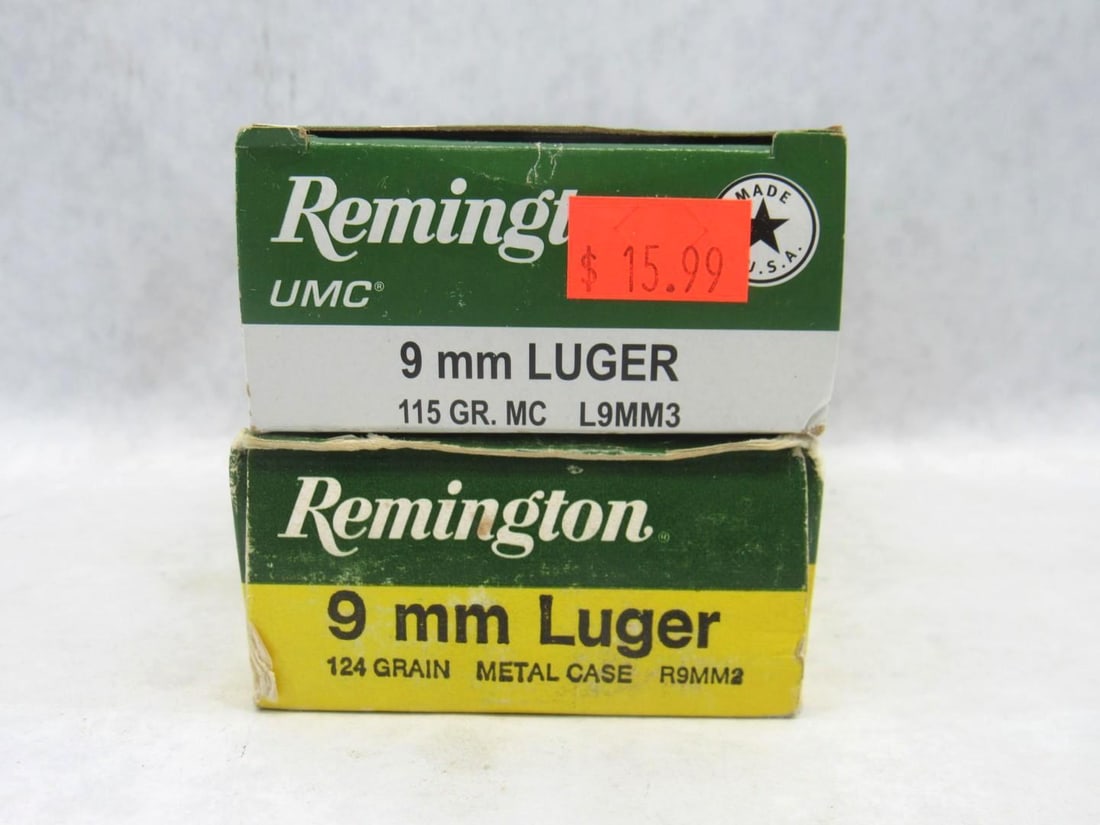 Remingt
$ 15.99
MADE
U.S.A.
UMC®
9 mm LUGER
115 GR. MC L9MM3
Remington®
9 mm Luger
124 GRAIN METAL CASE R9MM2